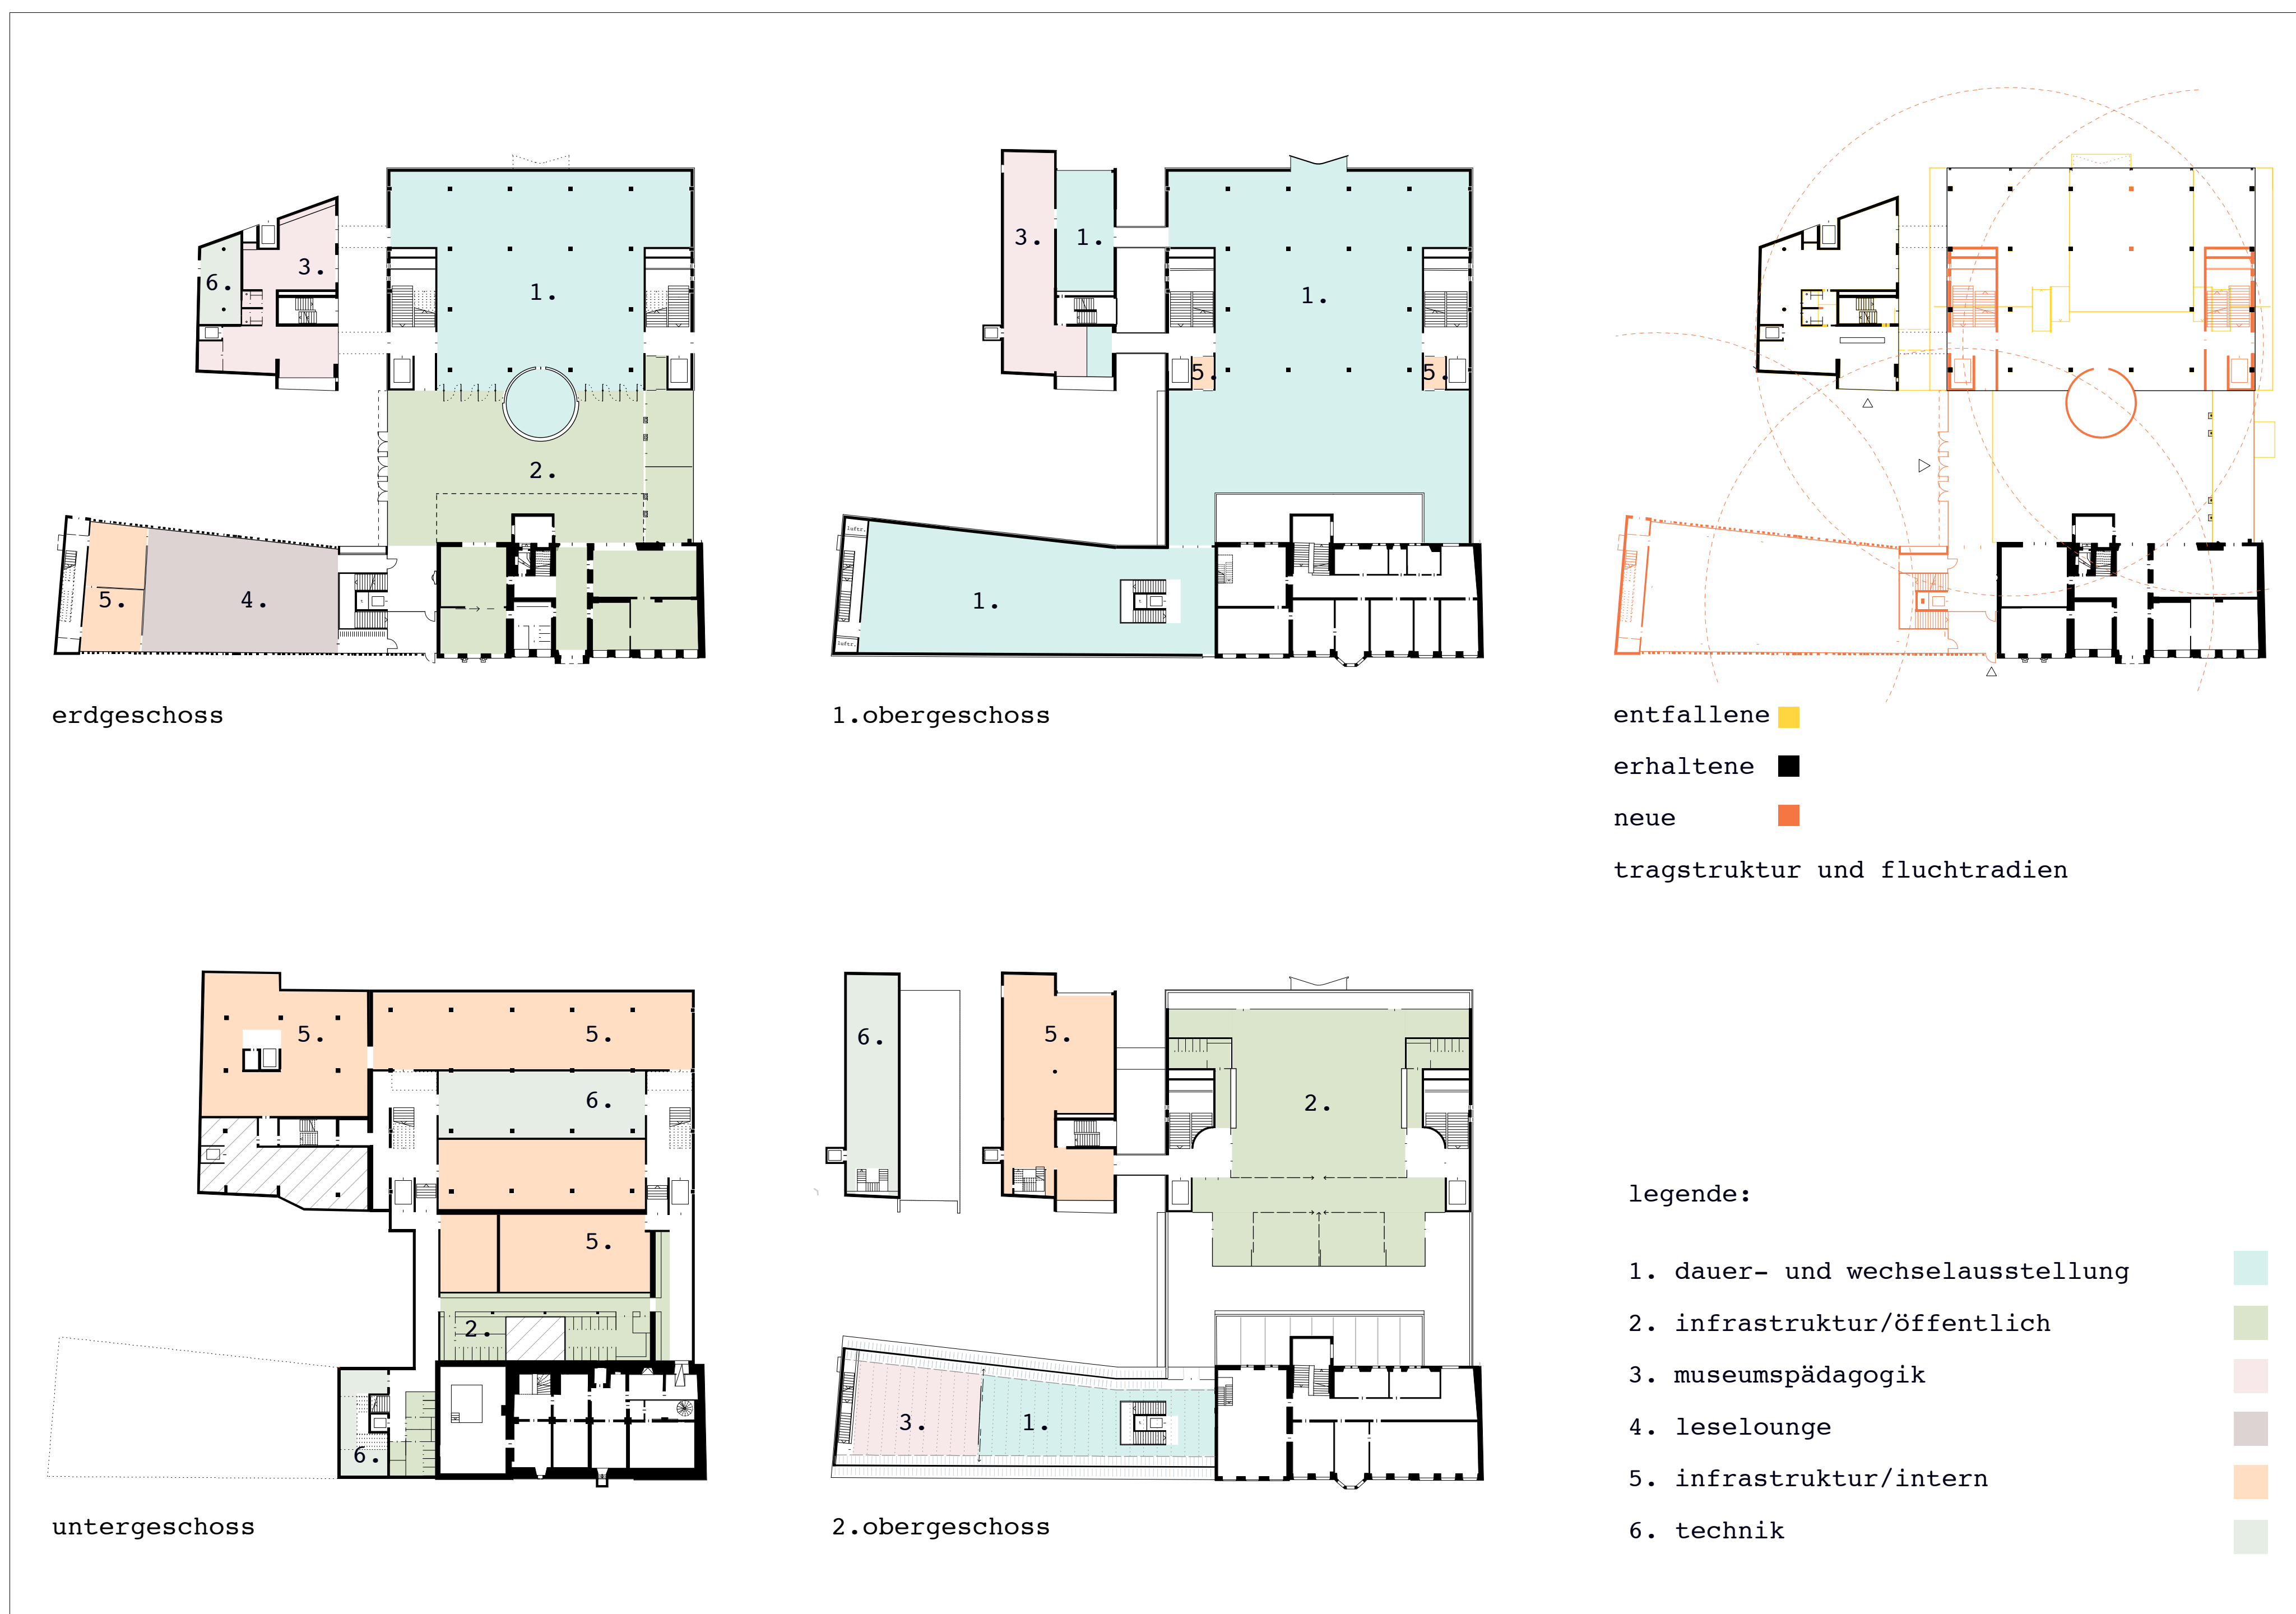 6.
3.
1.
2.
5.
4.
erdgeschoss
3.
1.
1.
5.
5.
luftr.
1.
luftr.
1.obergeschoss
entfallene
erhaltene
neue
tragstruktur und fluchtradien
5.
5.
6.
5.
2.
6.
untergeschoss
6.
5.
2.
3.
1.
2.obergeschoss
legende:
1. dauer- und wechselausstellung
2. infrastruktur/öffentlich
3. museumspädagogik
4. leselounge
5. infrastruktur/intern
6. technik